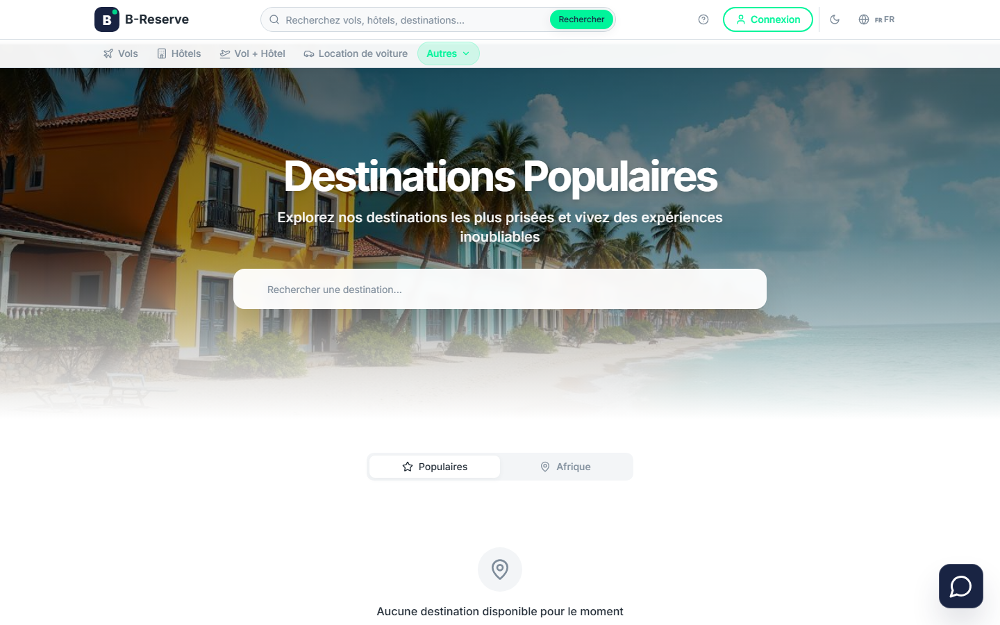 B B-Reserve
Recherchez vols, hôtels, destinations...
Rechercher
Connexion
FR FR
Vols
Hôtels
Vol + Hôtel
Location de voiture
Autres
Destinations Populaires
Explorez nos destinations les plus prisées et vivez des expériences
inoubliables
Rechercher une destination...
Populaires
Afrique
Aucune destination disponible pour le moment